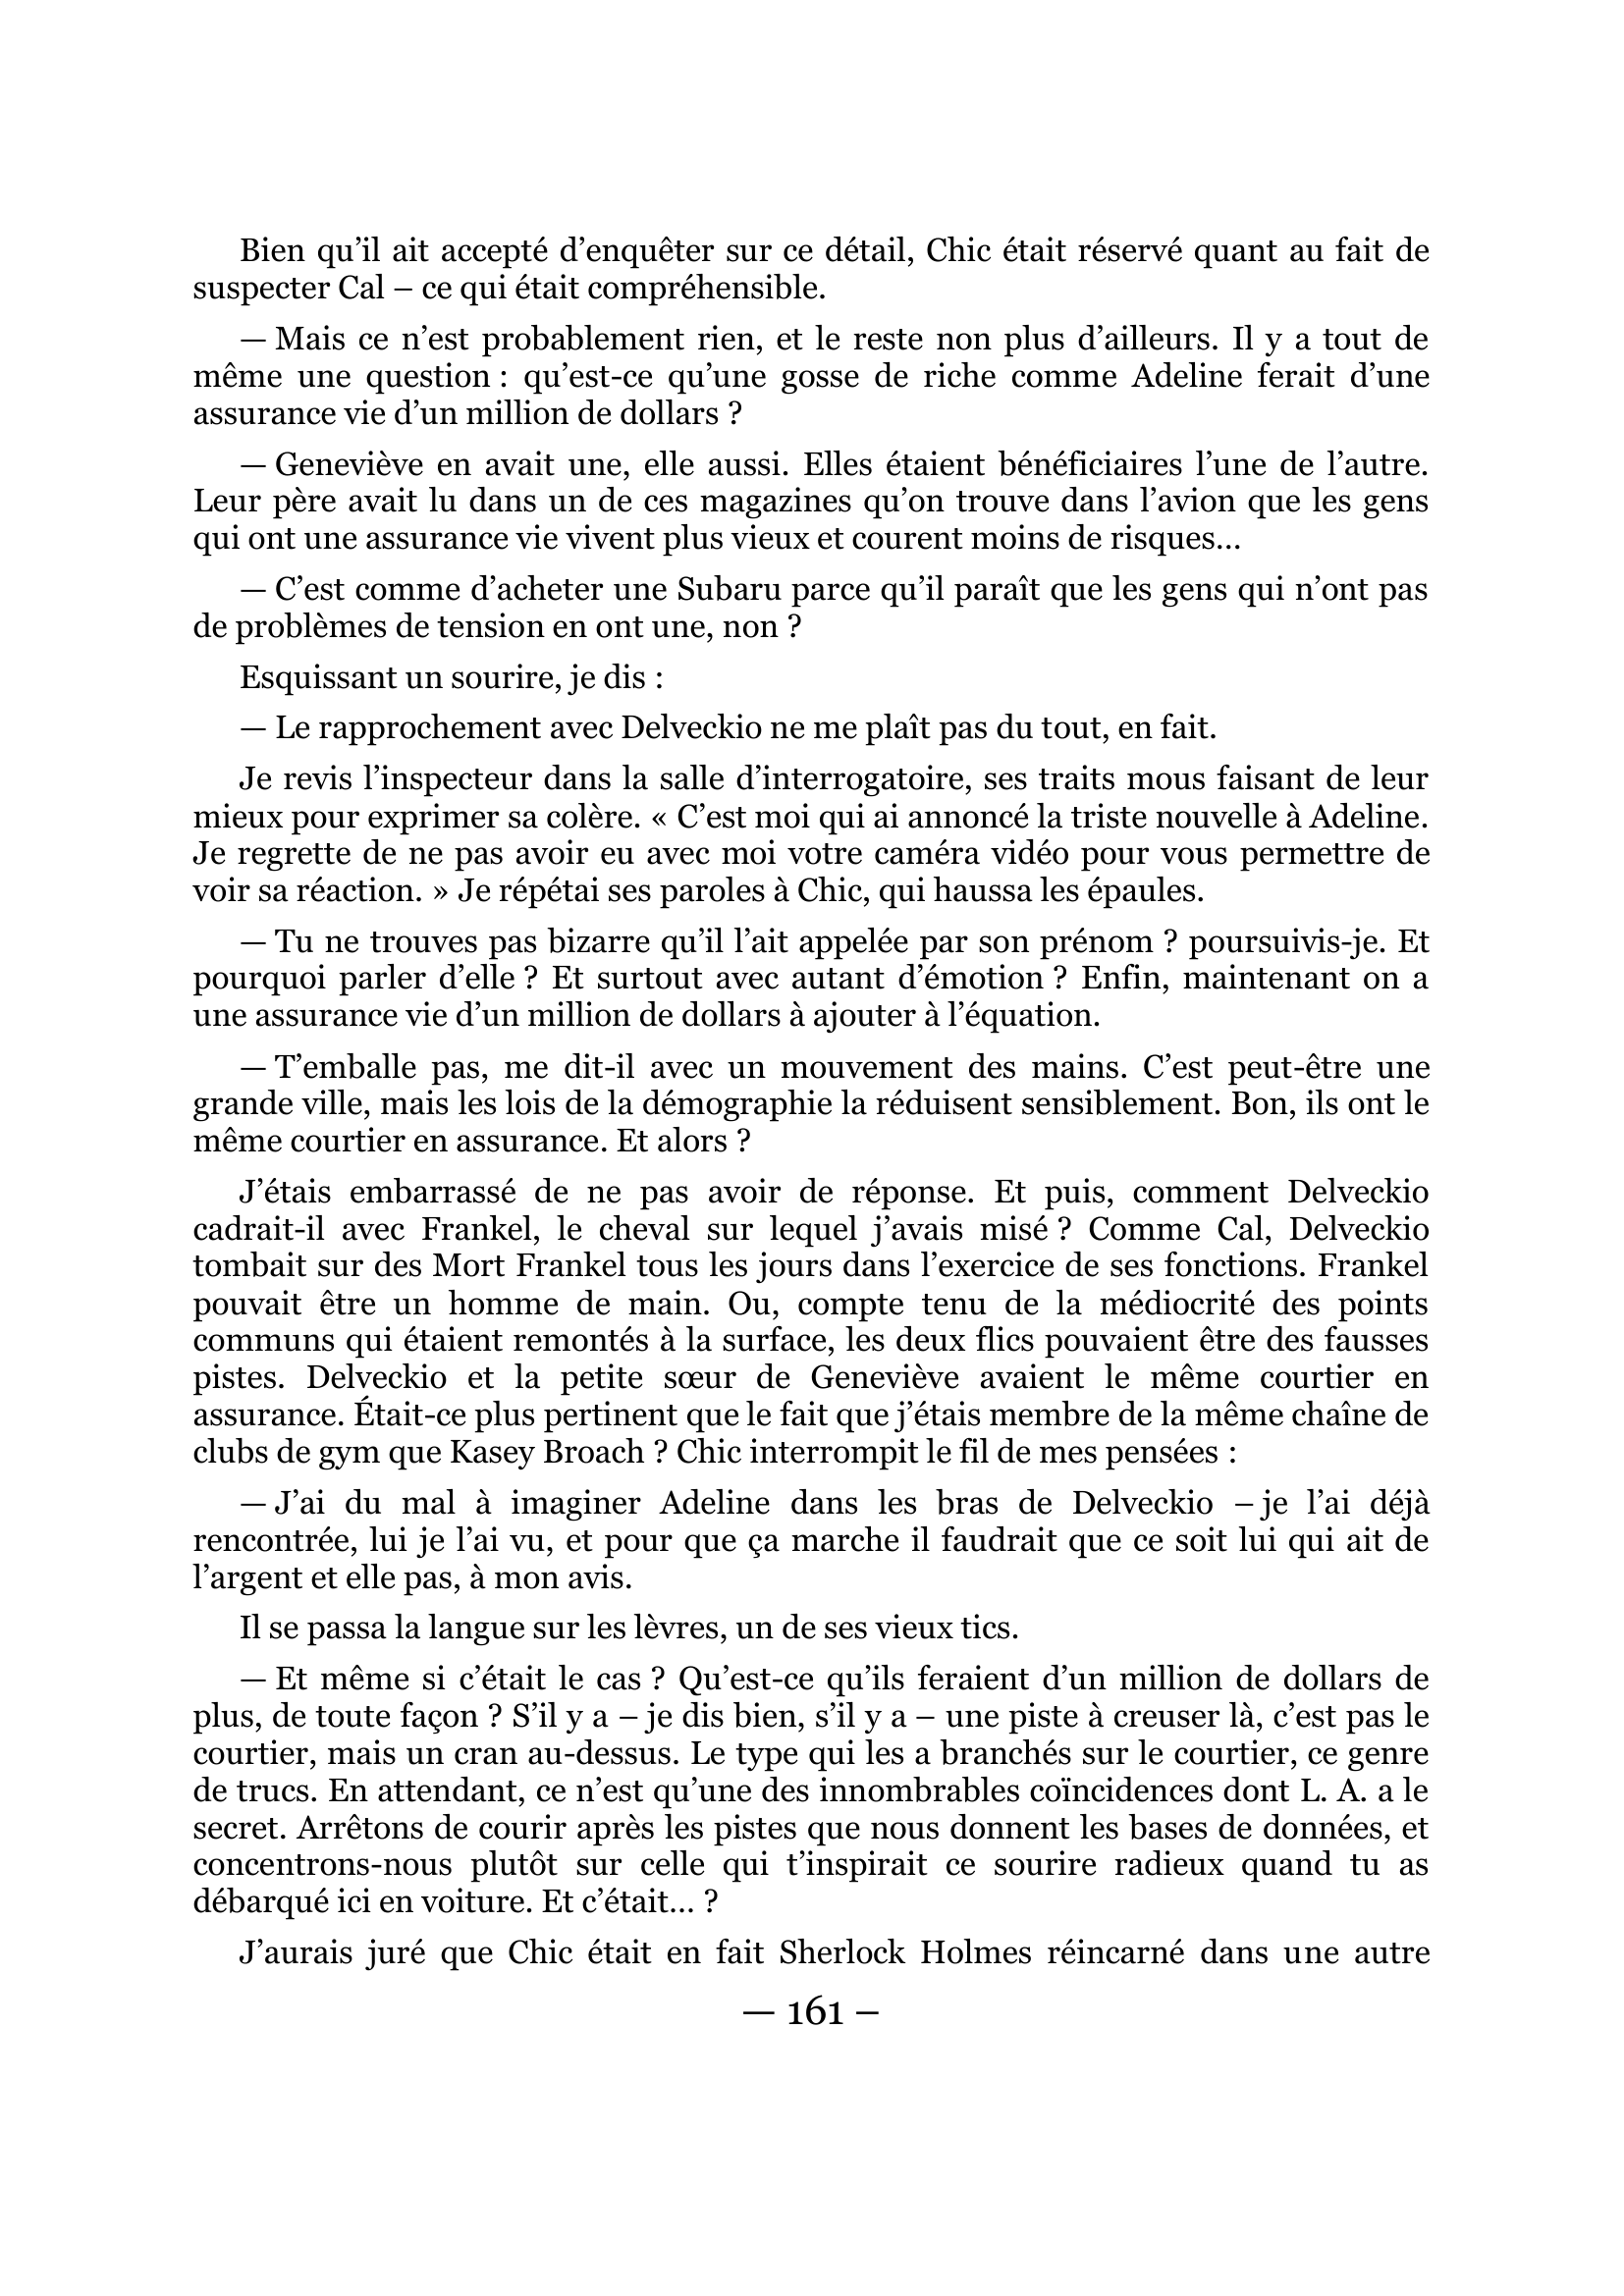 Bien qu’il ait accepté d’enquêter sur ce détail, Chic était réservé quant au fait de
suspecter Cal – ce qui était compréhensible.
— Mais ce n’est probablement rien, et le reste non plus d’ailleurs. Il y a tout de
même une question : qu’est-ce qu’une gosse de riche comme Adeline ferait d’une
assurance vie d’un million de dollars ?
— Geneviève en avait une, elle aussi. Elles étaient bénéficiaires l’une de l’autre.
Leur père avait lu dans un de ces magazines qu’on trouve dans l’avion que les gens
qui ont une assurance vie vivent plus vieux et courent moins de risques…
— C’est comme d’acheter une Subaru parce qu’il paraît que les gens qui n’ont pas
de problèmes de tension en ont une, non ?
Esquissant un sourire, je dis :
— Le rapprochement avec Delveckio ne me plaît pas du tout, en fait.
Je revis l’inspecteur dans la salle d’interrogatoire, ses traits mous faisant de leur
mieux pour exprimer sa colère. « C’est moi qui ai annoncé la triste nouvelle à Adeline.
Je regrette de ne pas avoir eu avec moi votre caméra vidéo pour vous permettre de
voir sa réaction. » Je répétai ses paroles à Chic, qui haussa les épaules.
— Tu ne trouves pas bizarre qu’il l’ait appelée par son prénom ? poursuivis-je. Et
pourquoi parler d’elle ? Et surtout avec autant d’émotion ? Enfin, maintenant on a
une assurance vie d’un million de dollars à ajouter à l’équation.
— T’emballe pas, me dit-il avec un mouvement des mains. C’est peut-être une
grande ville, mais les lois de la démographie la réduisent sensiblement. Bon, ils ont le
même courtier en assurance. Et alors ?
J’étais embarrassé de ne pas avoir de réponse. Et puis, comment Delveckio
cadrait-il avec Frankel, le cheval sur lequel j’avais misé ? Comme Cal, Delveckio
tombait sur des Mort Frankel tous les jours dans l’exercice de ses fonctions. Frankel
pouvait être un homme de main. Ou, compte tenu de la médiocrité des points
communs qui étaient remontés à la surface, les deux flics pouvaient être des fausses
pistes. Delveckio et la petite sœur de Geneviève avaient le même courtier en
assurance. Était-ce plus pertinent que le fait que j’étais membre de la même chaîne de
clubs de gym que Kasey Broach ? Chic interrompit le fil de mes pensées :
— J’ai du mal à imaginer Adeline dans les bras de Delveckio – je l’ai déjà
rencontrée, lui je l’ai vu, et pour que ça marche il faudrait que ce soit lui qui ait de
l’argent et elle pas, à mon avis.
Il se passa la langue sur les lèvres, un de ses vieux tics.
— Et même si c’était le cas ? Qu’est-ce qu’ils feraient d’un million de dollars de
plus, de toute façon ? S’il y a – je dis bien, s’il y a – une piste à creuser là, c’est pas le
courtier, mais un cran au-dessus. Le type qui les a branchés sur le courtier, ce genre
de trucs. En attendant, ce n’est qu’une des innombrables coïncidences dont L. A. a le
secret. Arrêtons de courir après les pistes que nous donnent les bases de données, et
concentrons-nous plutôt sur celle qui t’inspirait ce sourire radieux quand tu as
débarqué ici en voiture. Et c’était… ?
J’aurais juré que Chic était en fait Sherlock Holmes réincarné dans une autre
— 161 –